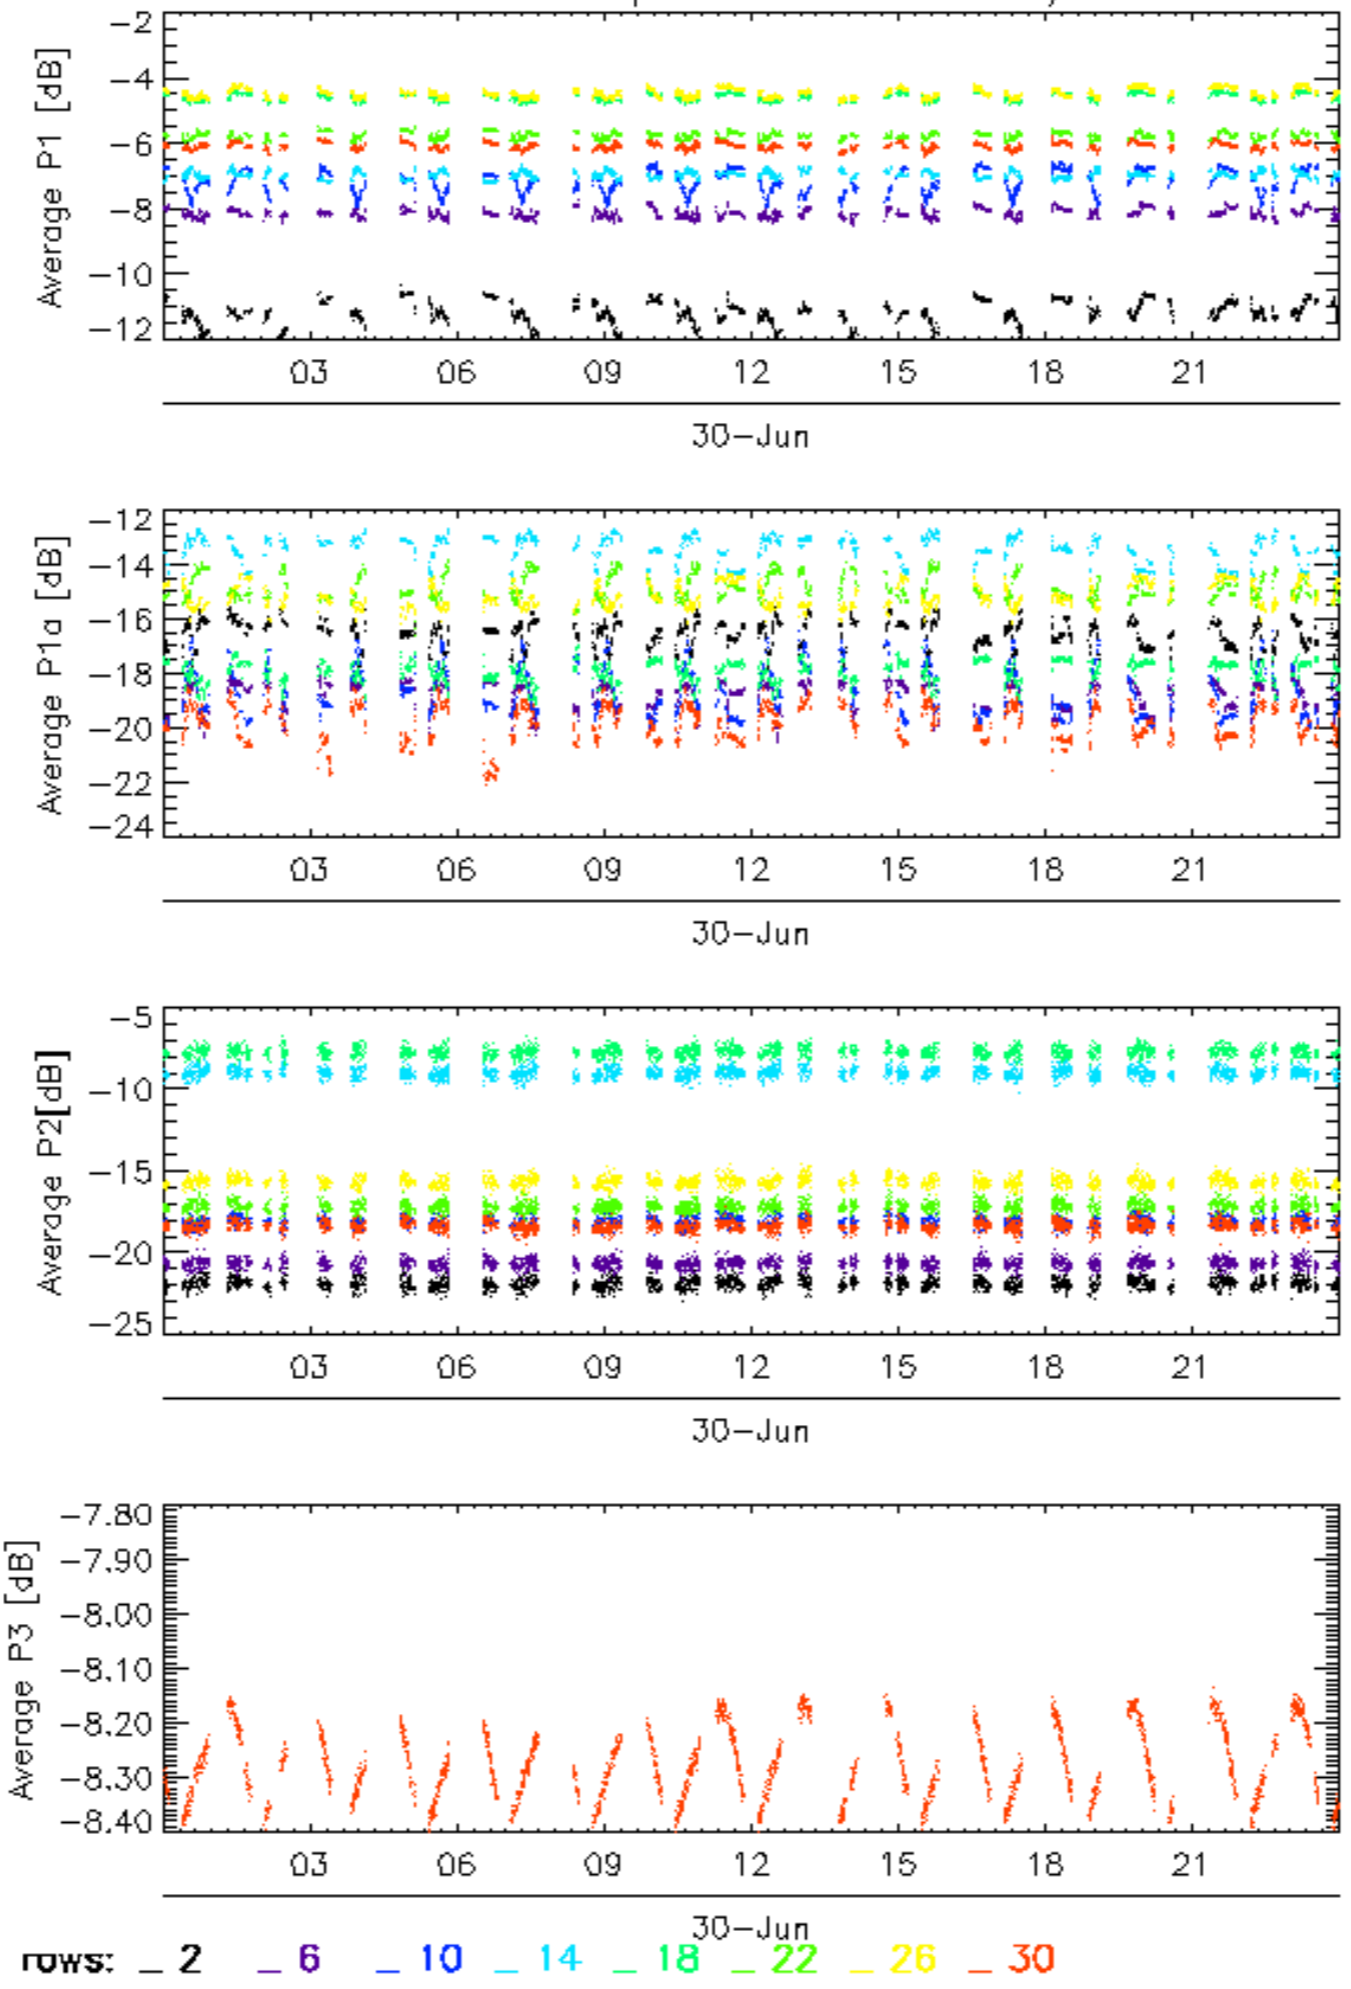 -2
-4
-6
-8
-10
-12
Average P1 [dB]
03 06 09 12 15 18 21
30-Jun
-12
-14
-16
-18
-20
-22
-24
Average P1a [dB]
03 06 09 12 15 18 21
30-Jun
-5
-10
-15
-20
-25
Average P2[dB]
03 06 09 12 15 18 21
30-Jun
-7.80
-7.90
-8.00
-8.10
-8.20
-8.30
-8.40
Average P3 [dB]
03 06 09 12 15 18 21
30-Jun
rows: _ 2 _ 6 _ 10 _ 14 _ 18 _ 22 _ 26 _ 30